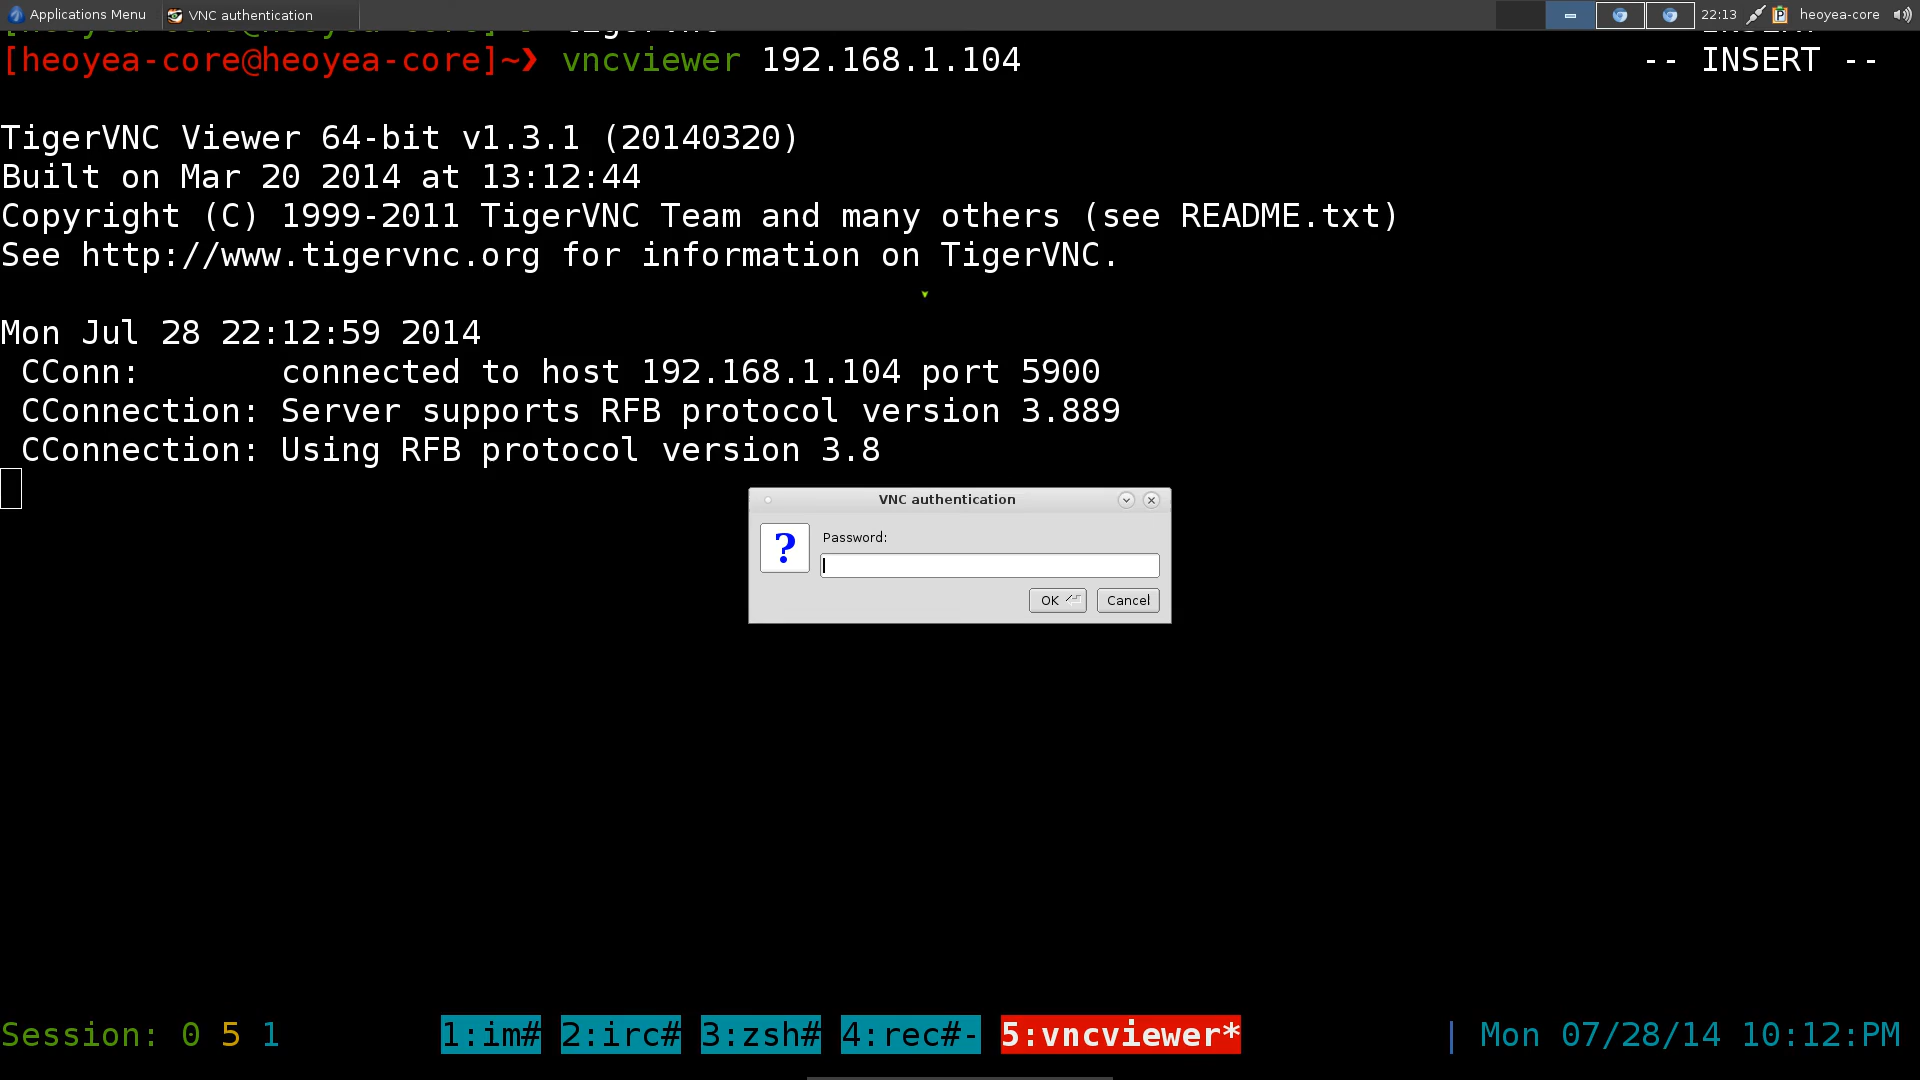 Applications Menu VNC authentication 22:13 heoyea-core
[heoyea-core@heoyea-core]~❯ vncviewer 192.168.1.104 -- INSERT --
TigerVNC Viewer 64-bit v1.3.1 (20140320)
Built on Mar 20 2014 at 13:12:44
Copyright (C) 1999-2011 TigerVNC Team and many others (see README.txt)
See http://www.tigervnc.org for information on TigerVNC.
Mon Jul 28 22:12:59 2014
CConn: connected to host 192.168.1.104 port 5900
CConnection: Server supports RFB protocol version 3.889
CConnection: Using RFB protocol version 3.8
VNC authentication
?
Password:
OK Cancel
Session: 0 5 1 1:im# 2:irc# 3:zsh# 4:rec#- 5:vncviewer* | Mon 07/28/14 10:12:PM